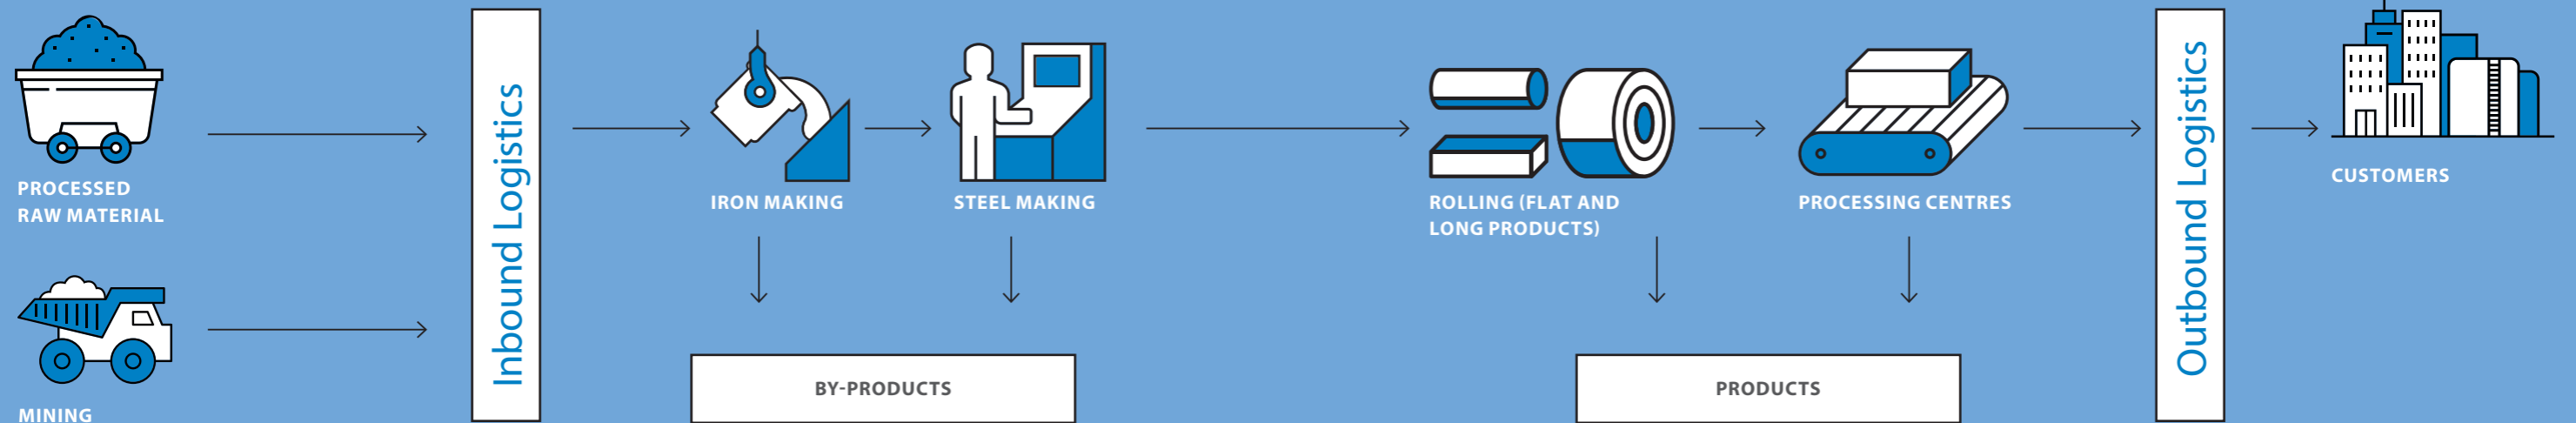 PROCESSED
RAW MATERIAL
MINING
Inbound Logistics
IRON MAKING
STEEL MAKING
BY-PRODUCTS
ROLLING (FLAT AND
LONG PRODUCTS)
PROCESSING CENTRES
PRODUCTS
Outbound Logistics
CUSTOMERS